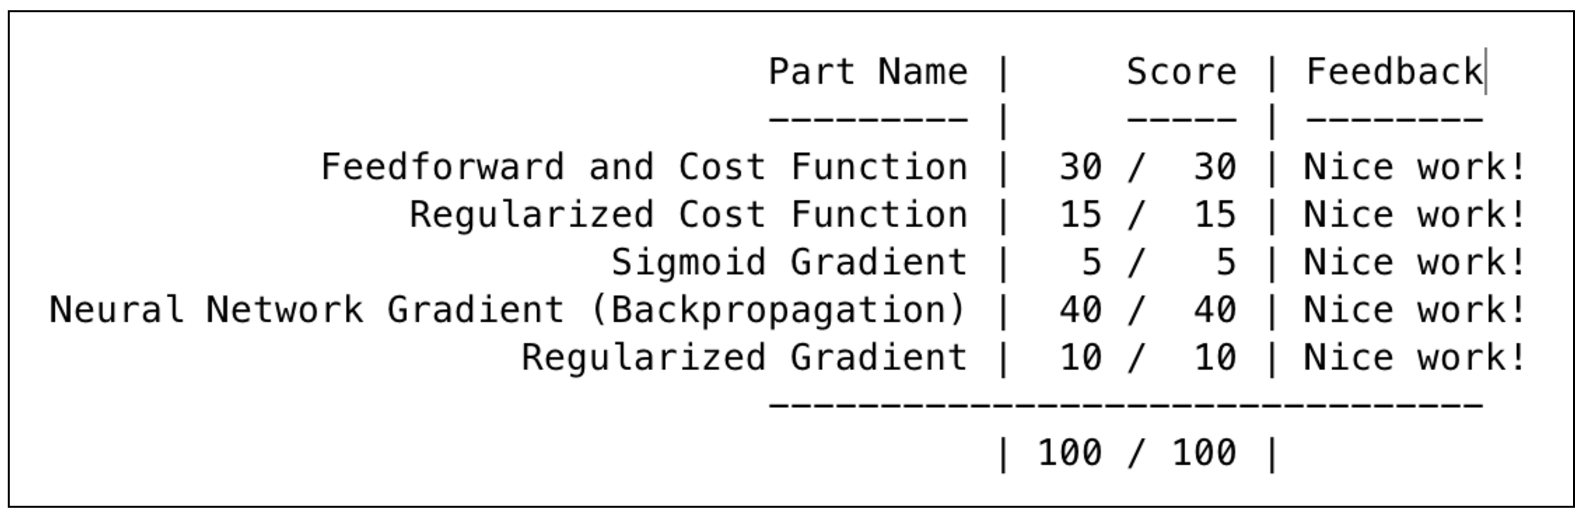 Part Name |     Score | Feedback
--------- |     ----- | --------
Feedforward and Cost Function |  30 /  30 | Nice work!
Regularized Cost Function |  15 /  15 | Nice work!
Sigmoid Gradient |   5 /   5 | Nice work!
Neural Network Gradient (Backpropagation) |  40 /  40 | Nice work!
Regularized Gradient |  10 /  10 | Nice work!
--------------------------------
| 100 / 100 |